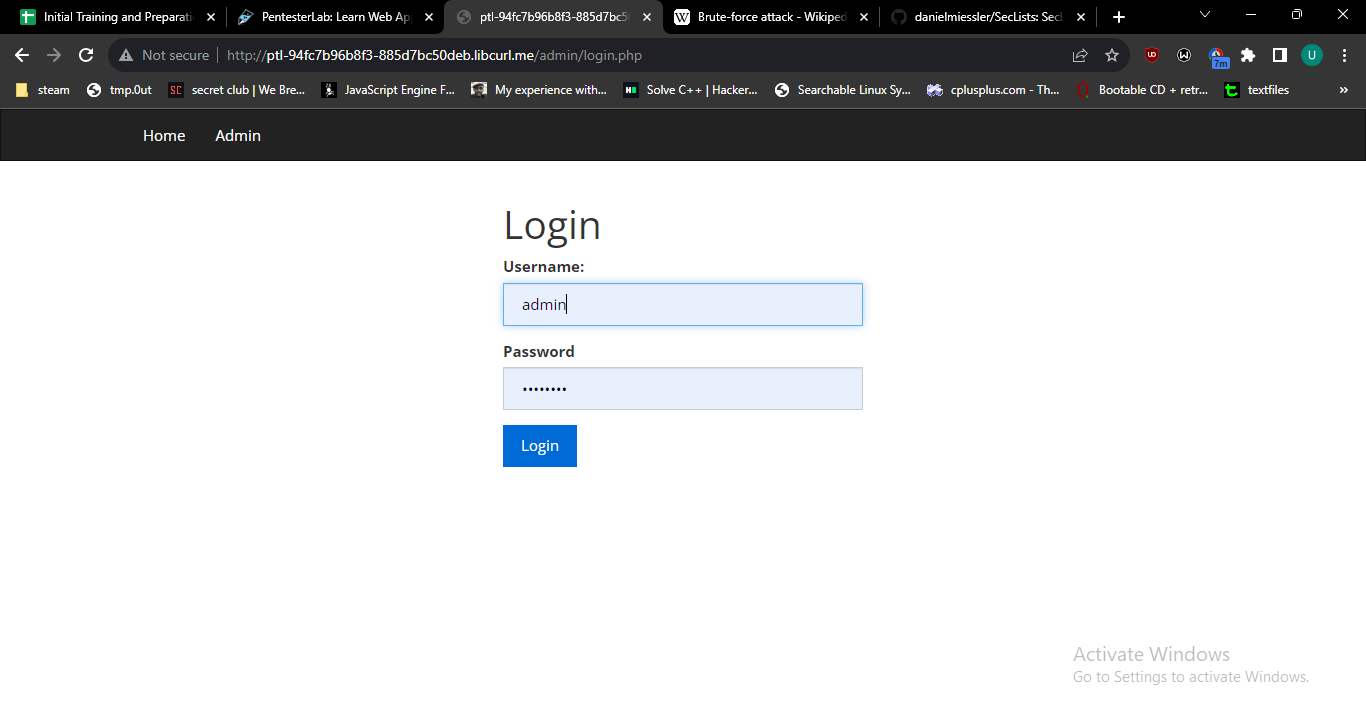 Initial Training and Preparati
PentesterLab: Learn Web Ap
ptl-94fc7b96b8f3-885d7bc5
Brute-force attack - Wikiped
danielmiessler/SecLists: SecL
Not secure
http://ptl-94fc7b96b8f3-885d7bc50deb.libcurl.me/admin/login.php
UD
W
7m
U
steam
tmp.0ut
SC
secret club | We Bre...
JavaScript Engine F...
My experience with...
Solve C++ | Hacker...
Searchable Linux Sy...
cplusplus.com - Th...
Bootable CD + retr...
textfiles
»
Home
Admin
Login
Username:
admin
Password
••••••••
Login
Activate Windows
Go to Settings to activate Windows.